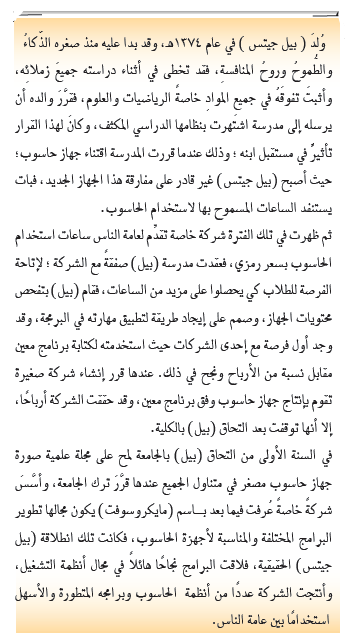 وُلدَ ( بيل جيتس ) في عام ١٣٧٤هـ، وقد بدا عليه منذ صغره الذّكاءُ
والطّموحُ وروحُ المنافسةِ، فقد تخطى في أثناء دراسته جميعَ زملائِه،
وأثبتَ تفوقَهُ في جميع الموادِ خاصةً الرياضيات والعلوم، فقرَّرَ والده أن
يرسله إلى مدرسة اشتهرت بنظامها الدراسي المكثف، وكانَ لهذا القرار
تأثيرٌ في مستقبل ابنه ؛ وذلك عندما قررت المدرسة اقتناء جهاز حاسوب؛
حيث أصبح (بيل جيتس) غير قادر على مفارقة هذا الجهاز الجديد، فبات
يستنفد الساعات المسموح بها لاستخدام الحاسوب.
ثم ظهرت في تلك الفترة شركة خاصة تقدِّم لعامة الناس ساعات استخدام
الحاسوب بسعر رمزي، فعقدت مدرسة (بيل) صفقةً مع الشركة ؛ لإتاحة
الفرصة للطلاب كي يحصلوا على مزيد من الساعات، فقام (بيل) بتفحص
محتويات الجهاز، وصمم على إيجاد طريقة لتطبيق مهارته في البرمجة، وقد
وجد أول فرصة مع إحدى الشركات حيث استخدمته لكتابة برنامج معين
مقابل نسبة من الأرباح ونجح في ذلك. عندها قرر إنشاء شركة صغيرة
تقوم بإنتاج جهاز حاسوب وفق برنامج معين، وقد حققت الشركة أرباحًا،
إلا أنها توقفت بعد التحاق (بيل) بالكلية.
في السنة الأولى من التحاق (بيل) بالجامعة لمح على مجلة علمية صورة
جهاز حاسوب مصغر في متناول الجميع عندها قرَّرَ ترك الجامعة، وأسَّسَ
شركةً خاصةً عُرفت فيما بعد بـاسم (مايكروسوفت) يكون مجالها تطوير
البرامج المختلفة والمناسبة لأجهزة الحاسوب، فكانت تلك انطلاقة (بيل
جيتس) الحقيقية، فلاقت البرامج نجاحًا هائلاً في مجال أنظمة التشغيل،
وأنتجت الشركة عددًا من أنظمة الحاسوب وبرامجه المتطورة والأسهل
استخدامًا بين عامة الناس.